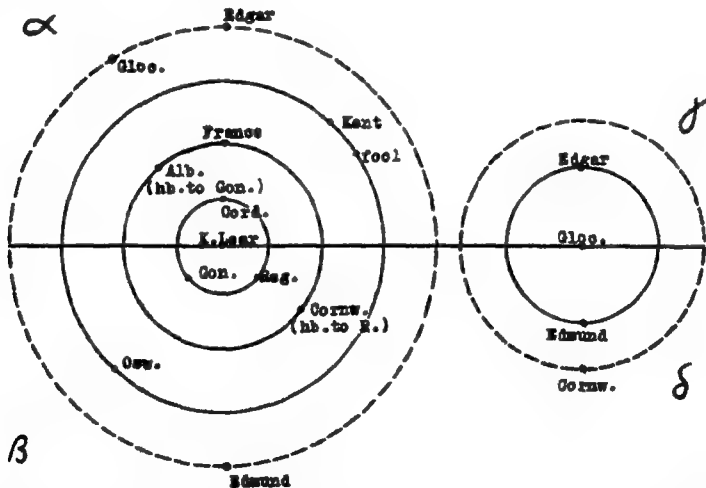 α
Edgar
Gloc.
Kent
fool
γ
France
Alb.
(hb.to Gon.)
Cord.
Edgar
K.Lear
Gloc.
Gon.
Reg.
Cornw.
(hb.to R.)
Edmund
Osw.
Cornw.
δ
β
Edmund